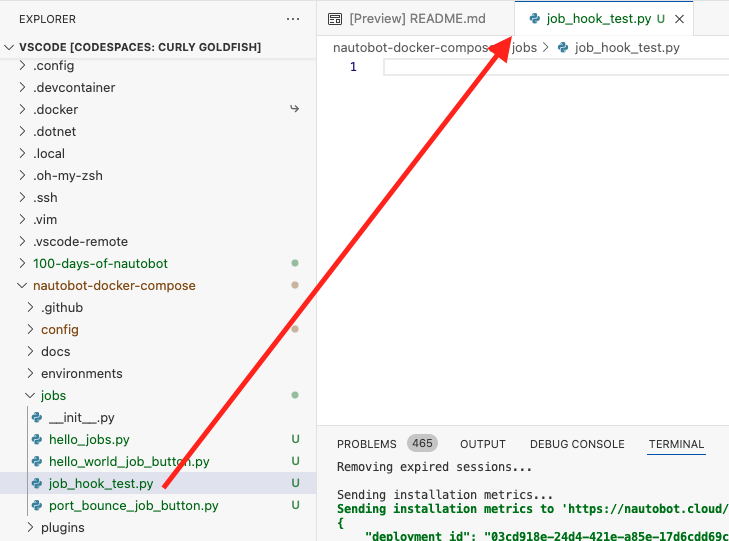 EXPLORER
VSCODE [CODESPACES: CURLY GOLDFISH]
.config
.devcontainer
.docker
.dotnet
.local
.oh-my-zsh
.ssh
.vim
.vscode-remote
100-days-of-nautobot
nautobot-docker-compose
.github
config
docs
environments
jobs
__init__.py
hello_jobs.py U
hello_world_job_button.py U
job_hook_test.py U
port_bounce_job_button.py U
plugins
[Preview] README.md
job_hook_test.py U
nautobot-docker-compos jobs > job_hook_test.py
1
PROBLEMS 465 OUTPUT DEBUG CONSOLE TERMINAL
Removing expired sessions...
Sending installation metrics...
Sending installation metrics to 'https://nautobot.cloud/
{
"deployment_id": "03cd918e-24d4-421e-a85e-17d6cdd69c